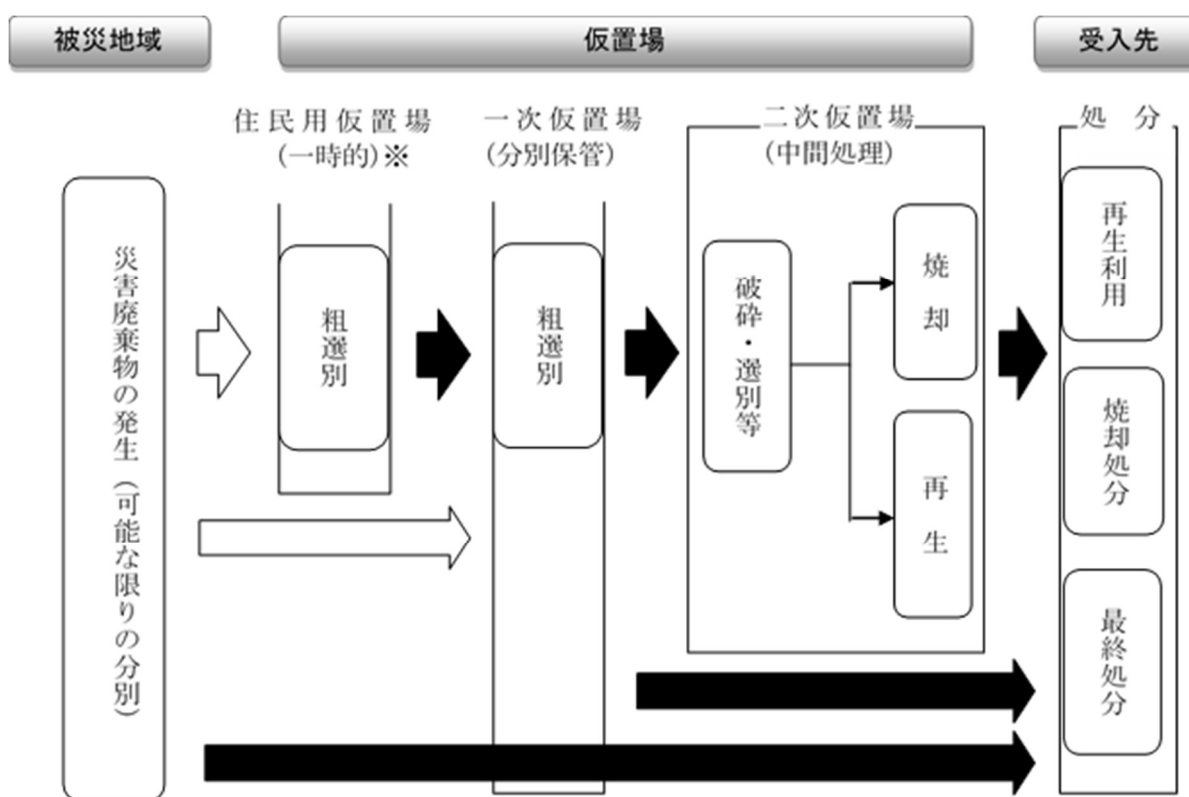 被災地域
仮置場
受入先
住民用仮置場
(一時的)※
一次仮置場
(分別保管)
二次仮置場
(中間処理)
処 分
災害廃棄物の発生(可能な限りの分別)
粗選別
粗選別
破砕・選別等
焼却
再生
再生利用
焼却処分
最終処分